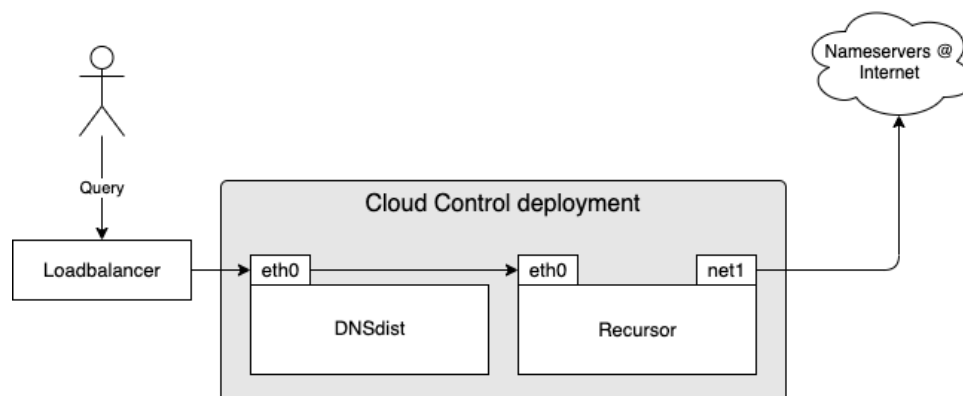 Nameservers @
Internet
Query
Cloud Control deployment
Loadbalancer
eth0
eth0
net1
DNSdist
Recursor